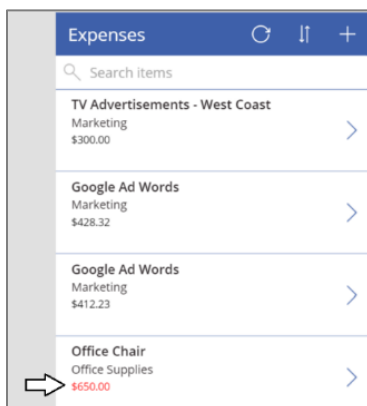 Expenses
Search items
TV Advertisements - West Coast
Marketing
$300.00
Google Ad Words
Marketing
$428.32
Google Ad Words
Marketing
$412.23
Office Chair
Office Supplies
$650.00